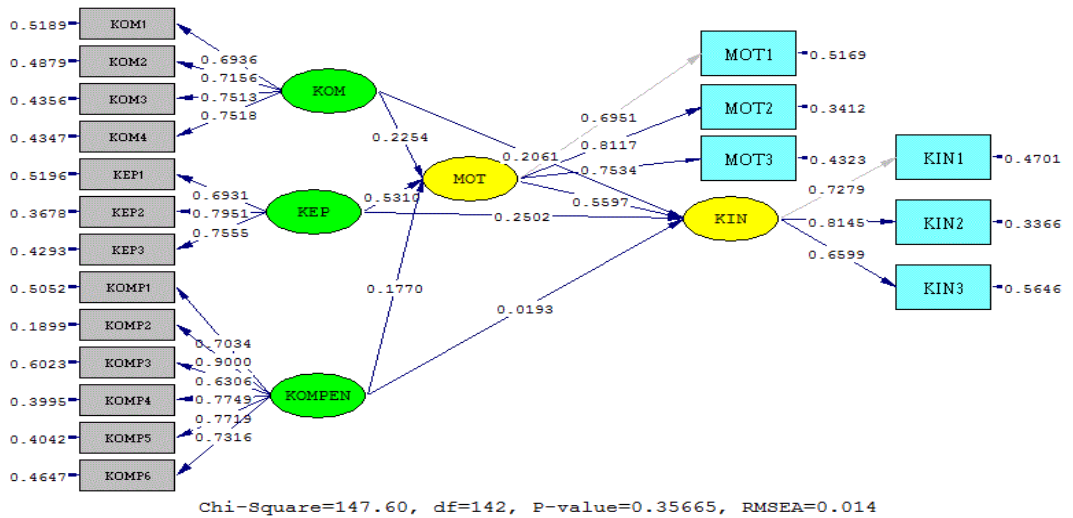 0.5189 KOM1
0.4879 KOM2
0.4356 KOM3
0.4347 KOM4
0.5196 KEP1
0.3678 KEP2
0.4293 KEP3
0.5052 KOMP1
0.1899 KOMP2
0.6023 KOMP3
0.3995 KOMP4
0.4042 KOMP5
0.4647 KOMP6
0.6936
0.7156
0.7513
0.7518
0.6931
0.7951
0.7555
0.7034
0.9000
0.6306
0.7749
0.7719
0.7316
KOM
KEP
KOMPEN
0.2254
0.5310
0.1770
MOT
0.2061
0.5597
0.2502
0.0193
0.6951
0.8117
0.7534
MOT1 0.5169
MOT2 0.3412
MOT3 0.4323
KIN
0.7279
0.8145
0.6599
KIN1 0.4701
KIN2 0.3366
KIN3 0.5646
Chi-Square=147.60, df=142, P-value=0.35665, RMSEA=0.014